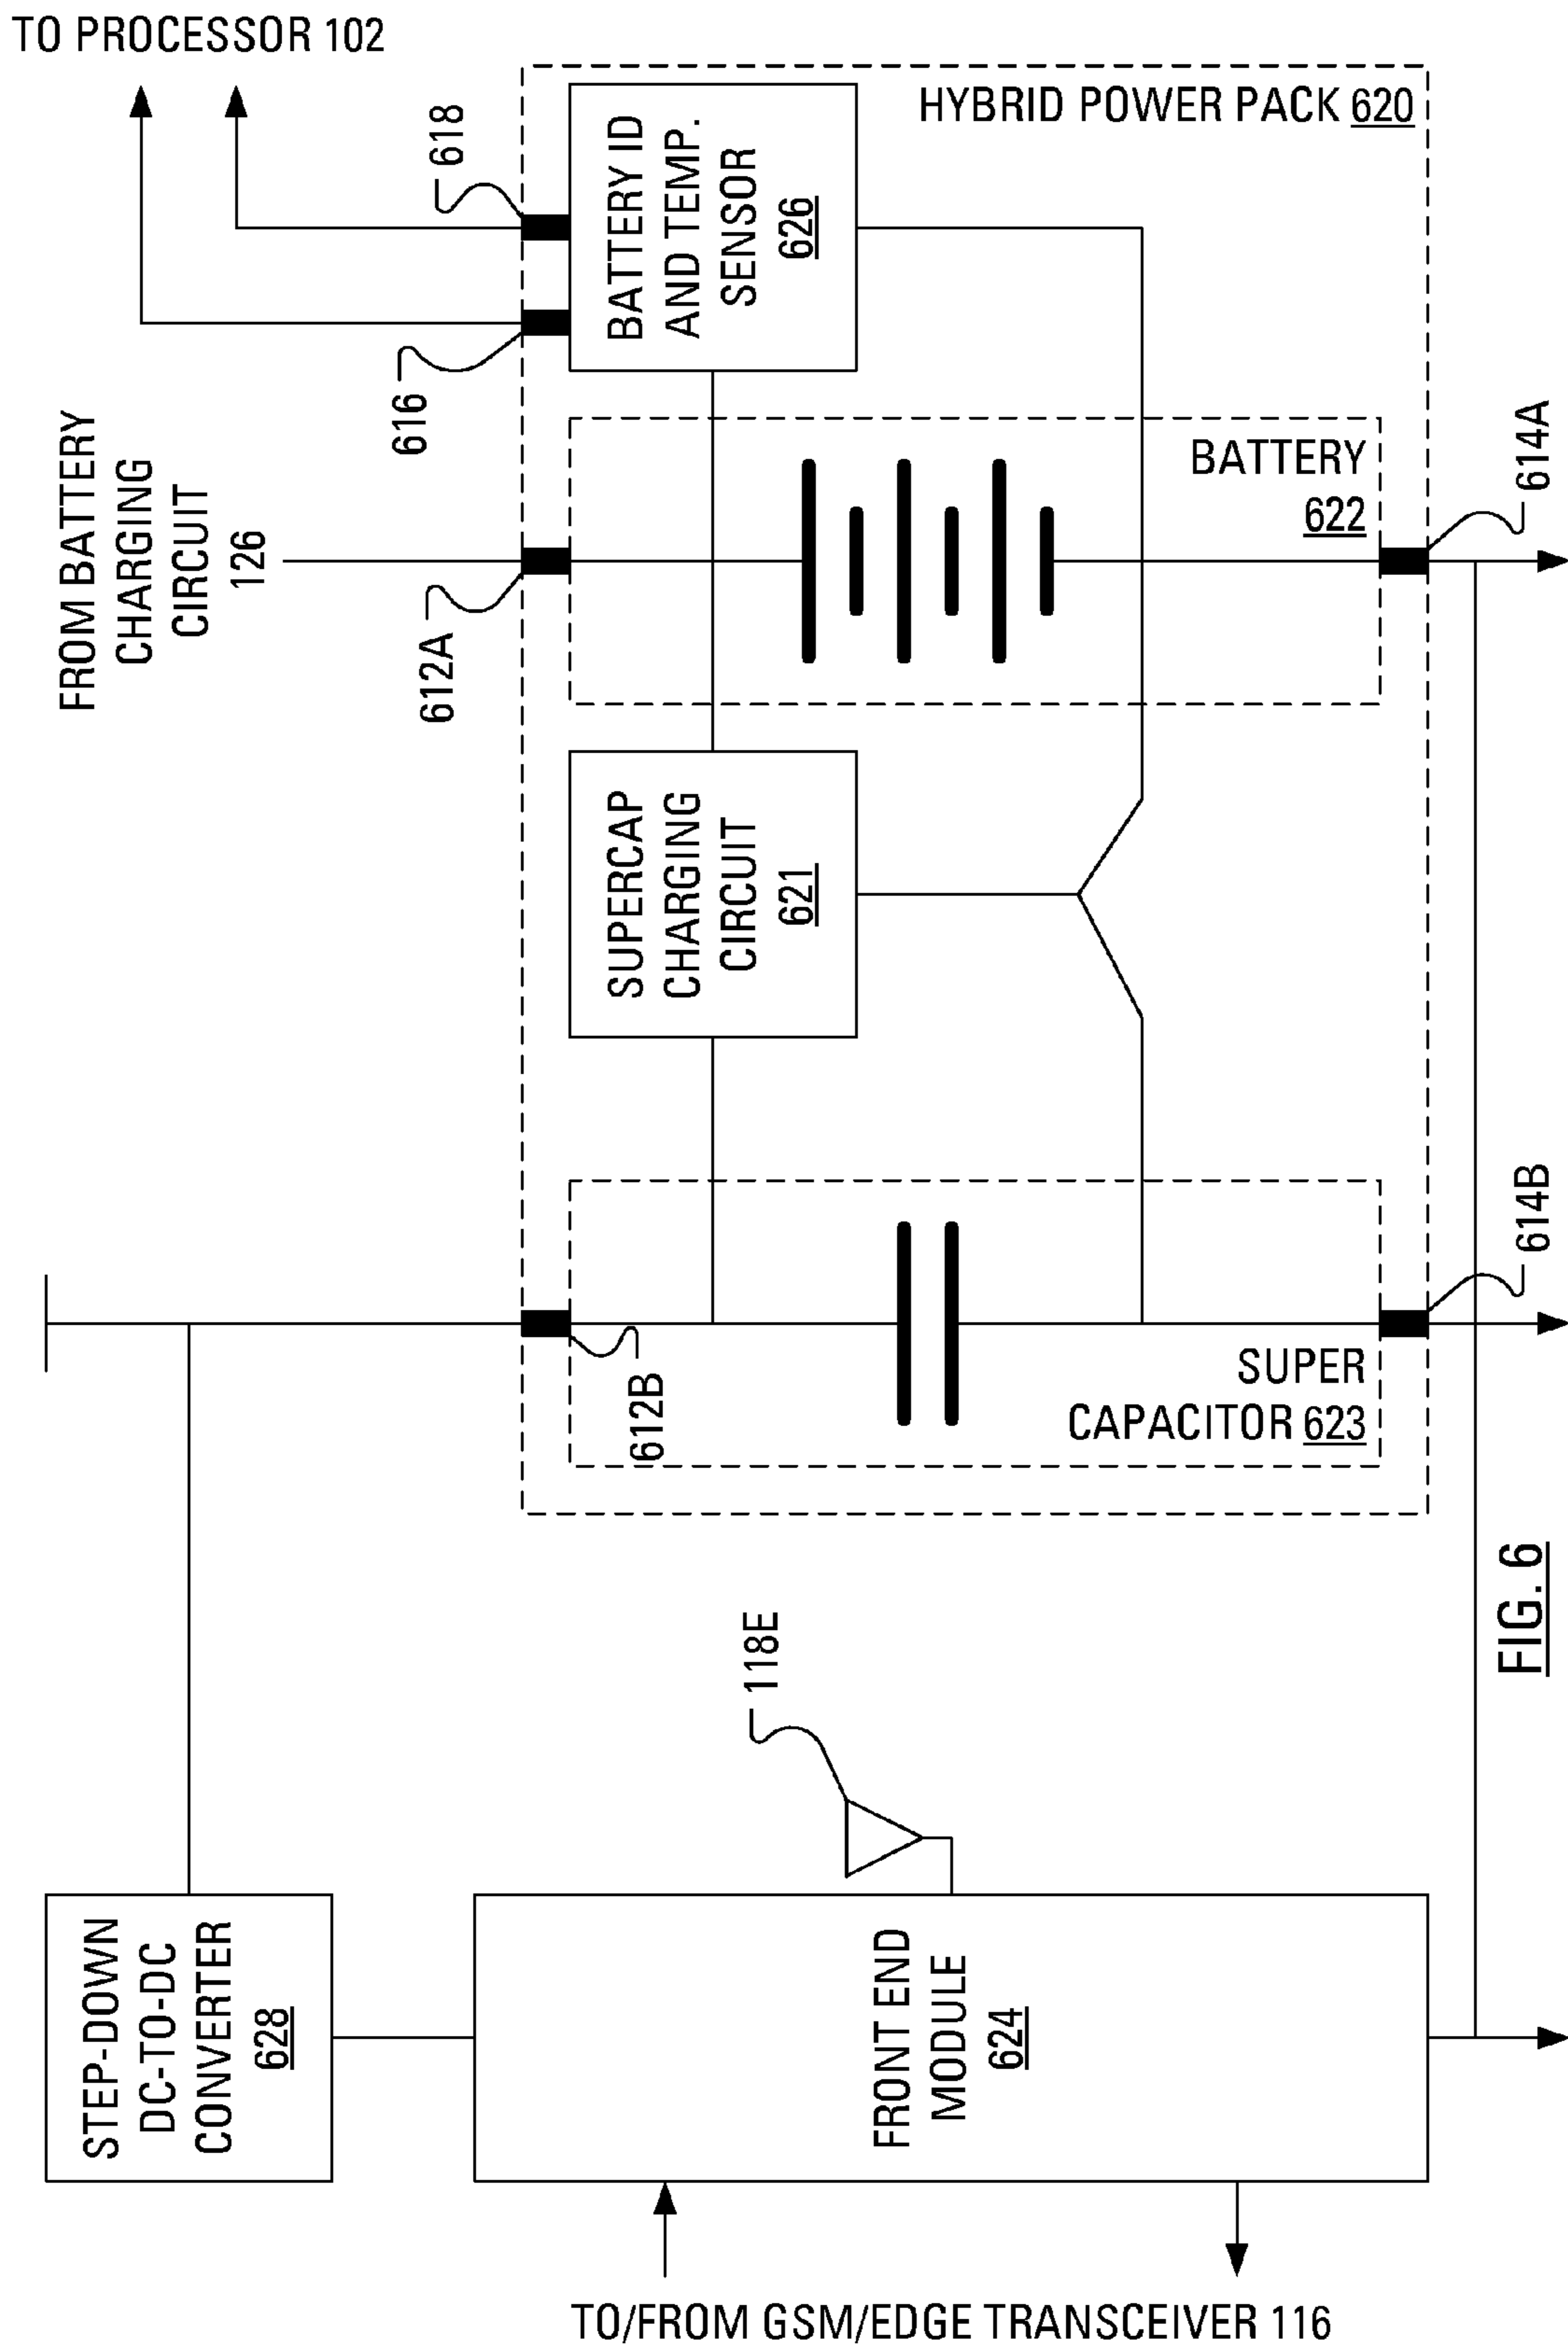 TO PROCESSOR 102
618
HYBRID POWER PACK 620
BATTERY ID
AND TEMP.
SENSOR
626
616
FROM BATTERY
CHARGING
CIRCUIT
126
612A
BATTERY
622
614A
SUPERCAP
CHARGING
CIRCUIT
621
614B
612B
SUPER
CAPACITOR 623
118E
STEP-DOWN
DC-TO-DC
CONVERTER
628
FRONT END
MODULE
624
TO/FROM GSM/EDGE TRANSCEIVER 116
FIG. 6